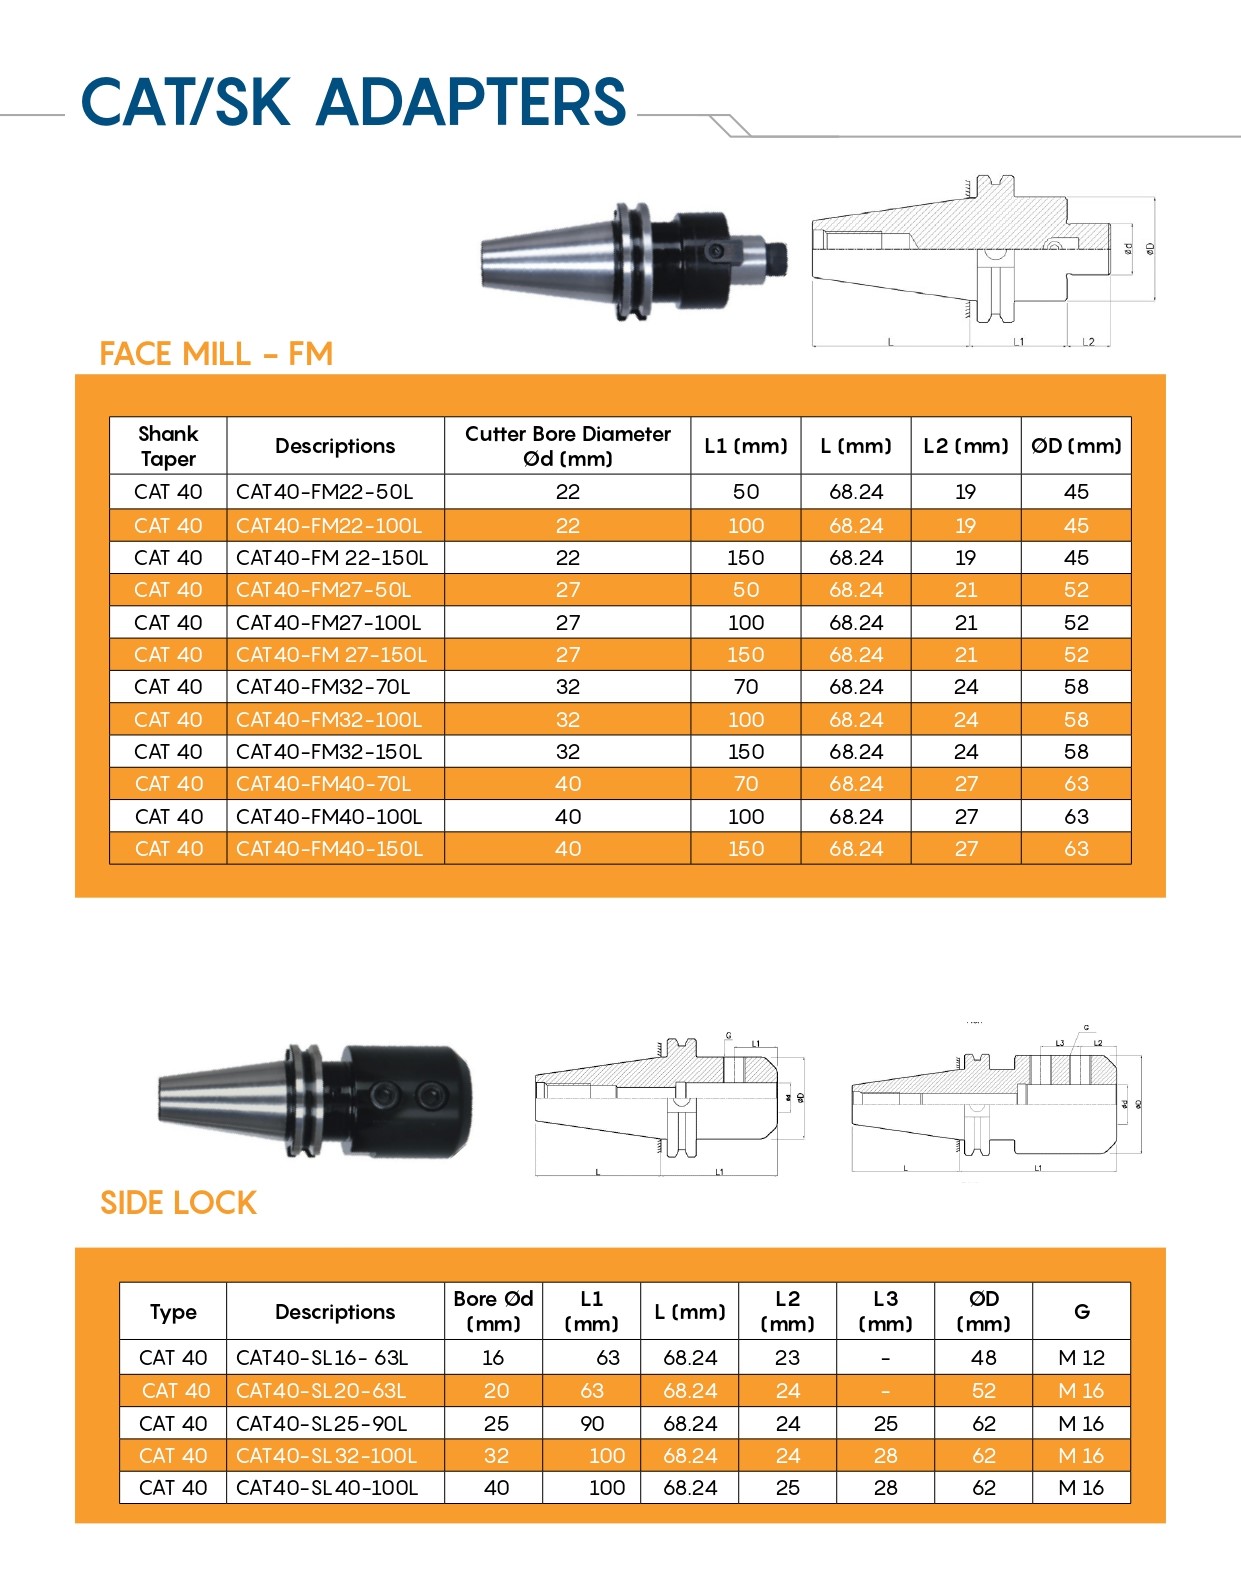 CAT/SK ADAPTERS
Ød
ØD
L L1 L2
FACE MILL - FM
Shank Taper Descriptions Cutter Bore Diameter Ød (mm) L1 (mm) L (mm) L2 (mm) ØD (mm)
CAT 40 CAT40-FM22-50L 22 50 68.24 19 45
CAT 40 CAT40-FM22-100L 22 100 68.24 19 45
CAT 40 CAT40-FM 22-150L 22 150 68.24 19 45
CAT 40 CAT40-FM27-50L 27 50 68.24 21 52
CAT 40 CAT40-FM27-100L 27 100 68.24 21 52
CAT 40 CAT40-FM 27-150L 27 150 68.24 21 52
CAT 40 CAT40-FM32-70L 32 70 68.24 24 58
CAT 40 CAT40-FM32-100L 32 100 68.24 24 58
CAT 40 CAT40-FM32-150L 32 150 68.24 24 58
CAT 40 CAT40-FM40-70L 40 70 68.24 27 63
CAT 40 CAT40-FM40-100L 40 100 68.24 27 63
CAT 40 CAT40-FM40-150L 40 150 68.24 27 63
G L1
ød ØD
L L1
G
L3 L2
ød ØD
L L1
SIDE LOCK
Type Descriptions Bore Ød (mm) L1 (mm) L (mm) L2 (mm) L3 (mm) ØD (mm) G
CAT 40 CAT40-SL16- 63L 16 63 68.24 23 - 48 M 12
CAT 40 CAT40-SL20-63L 20 63 68.24 24 - 52 M 16
CAT 40 CAT40-SL25-90L 25 90 68.24 24 25 62 M 16
CAT 40 CAT40-SL32-100L 32 100 68.24 24 28 62 M 16
CAT 40 CAT40-SL40-100L 40 100 68.24 25 28 62 M 16